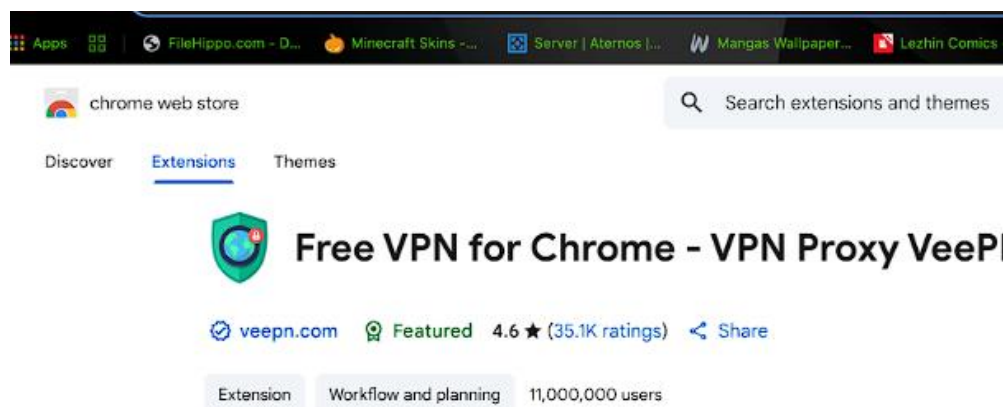 Apps FileHippo.com - D... Minecraft Skins -... Server | Aternos |... Mangas Wallpaper... Lezhin Comics
chrome web store Search extensions and themes
Discover Extensions Themes
Free VPN for Chrome - VPN Proxy VeeP
veepn.com Featured 4.6 ★ (35.1K ratings) Share
Extension Workflow and planning 11,000,000 users